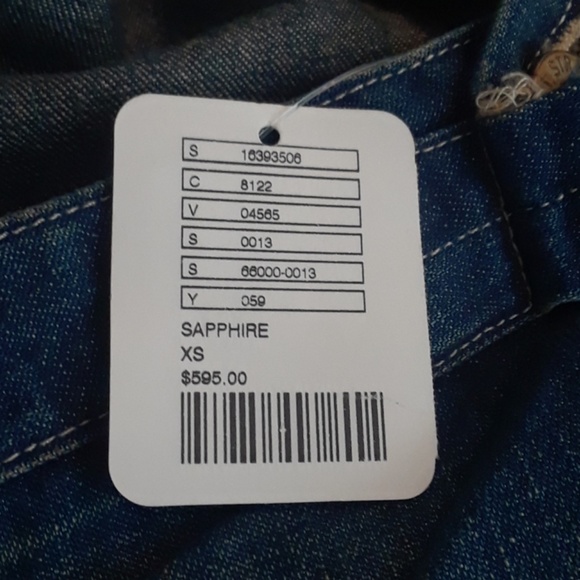 S 16393506
C 8122
V 04565
S 0013
S 66000-0013
Y 059
SAPPHIRE
XS
$595.00